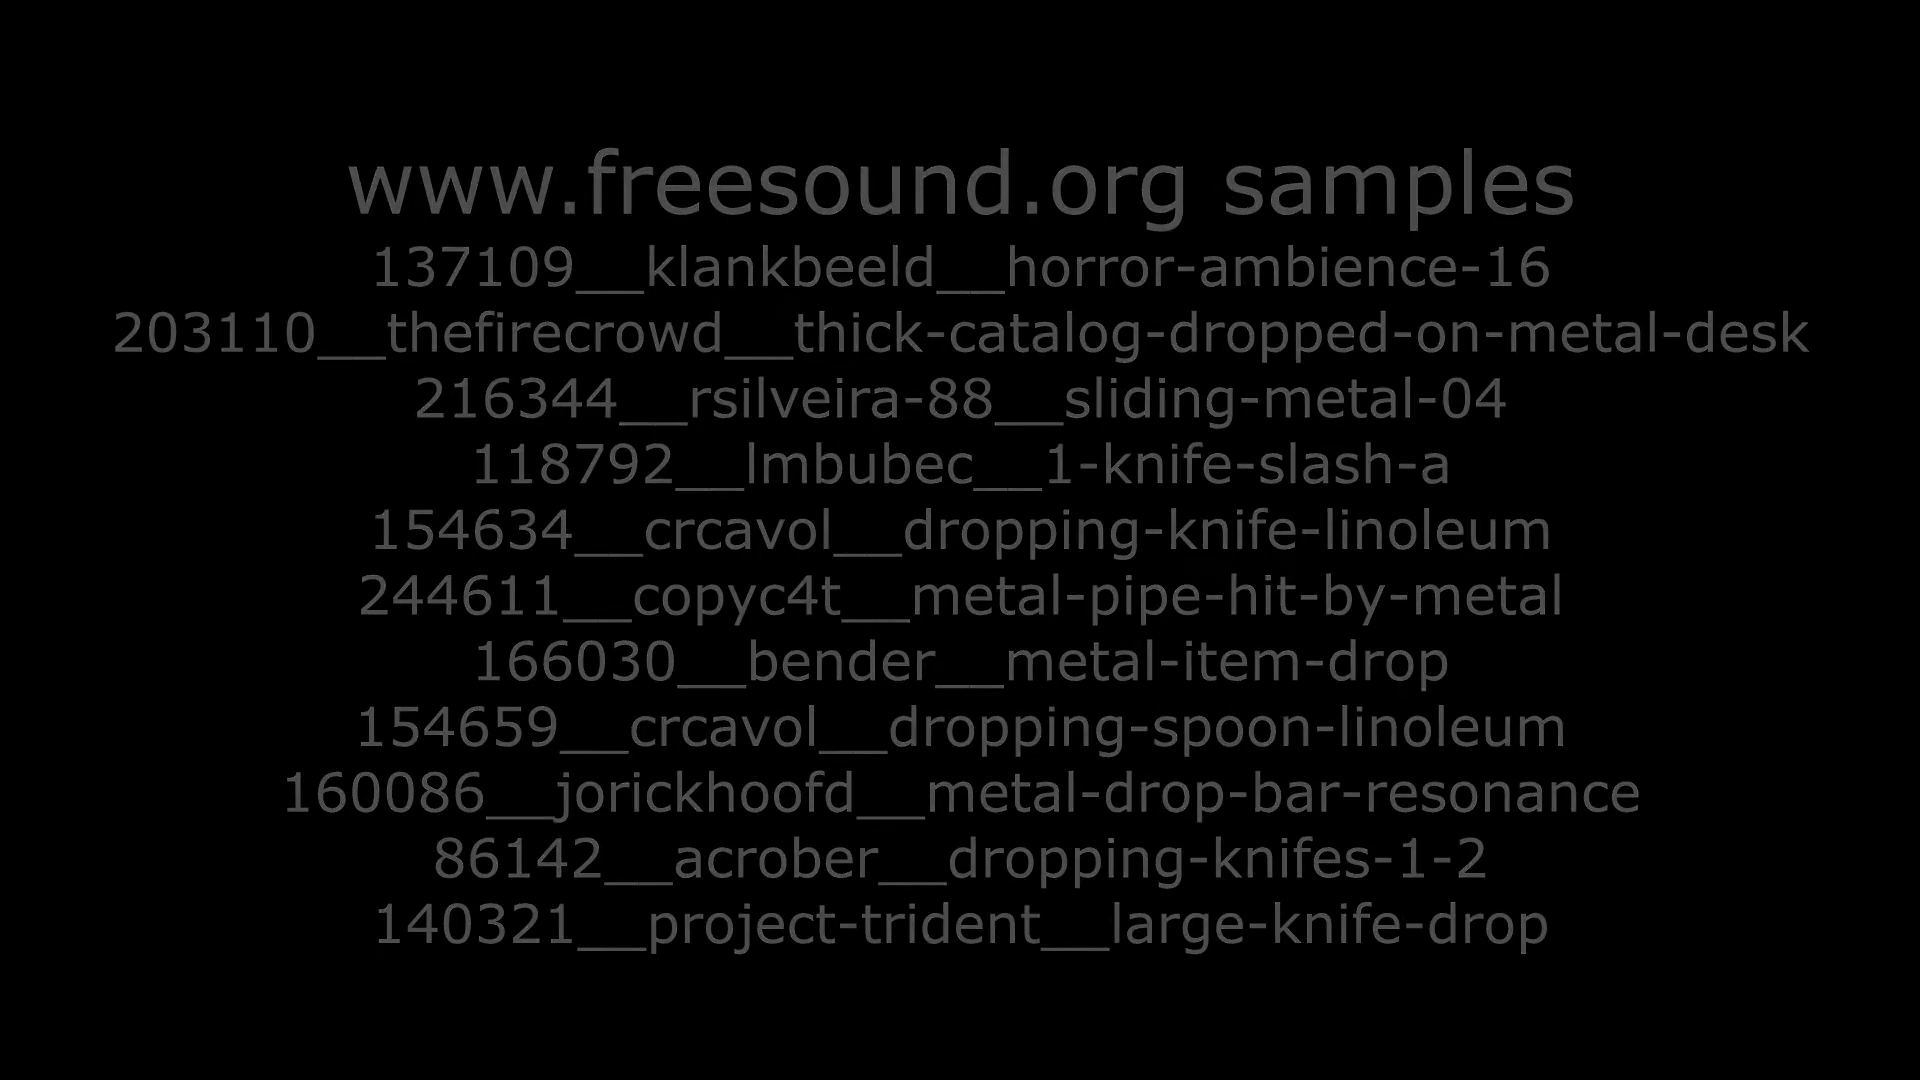 www.freesound.org samples
137109__klankbeeld__horror-ambience-16
203110__thefirecrowd__thick-catalog-dropped-on-metal-desk
216344__rsilveira-88__sliding-metal-04
118792__lmbubec__1-knife-slash-a
154634__crcavol__dropping-knife-linoleum
244611__copyc4t__metal-pipe-hit-by-metal
166030__bender__metal-item-drop
154659__crcavol__dropping-spoon-linoleum
160086__jorickhoofd__metal-drop-bar-resonance
86142__acrober__dropping-knifes-1-2
140321__project-trident__large-knife-drop